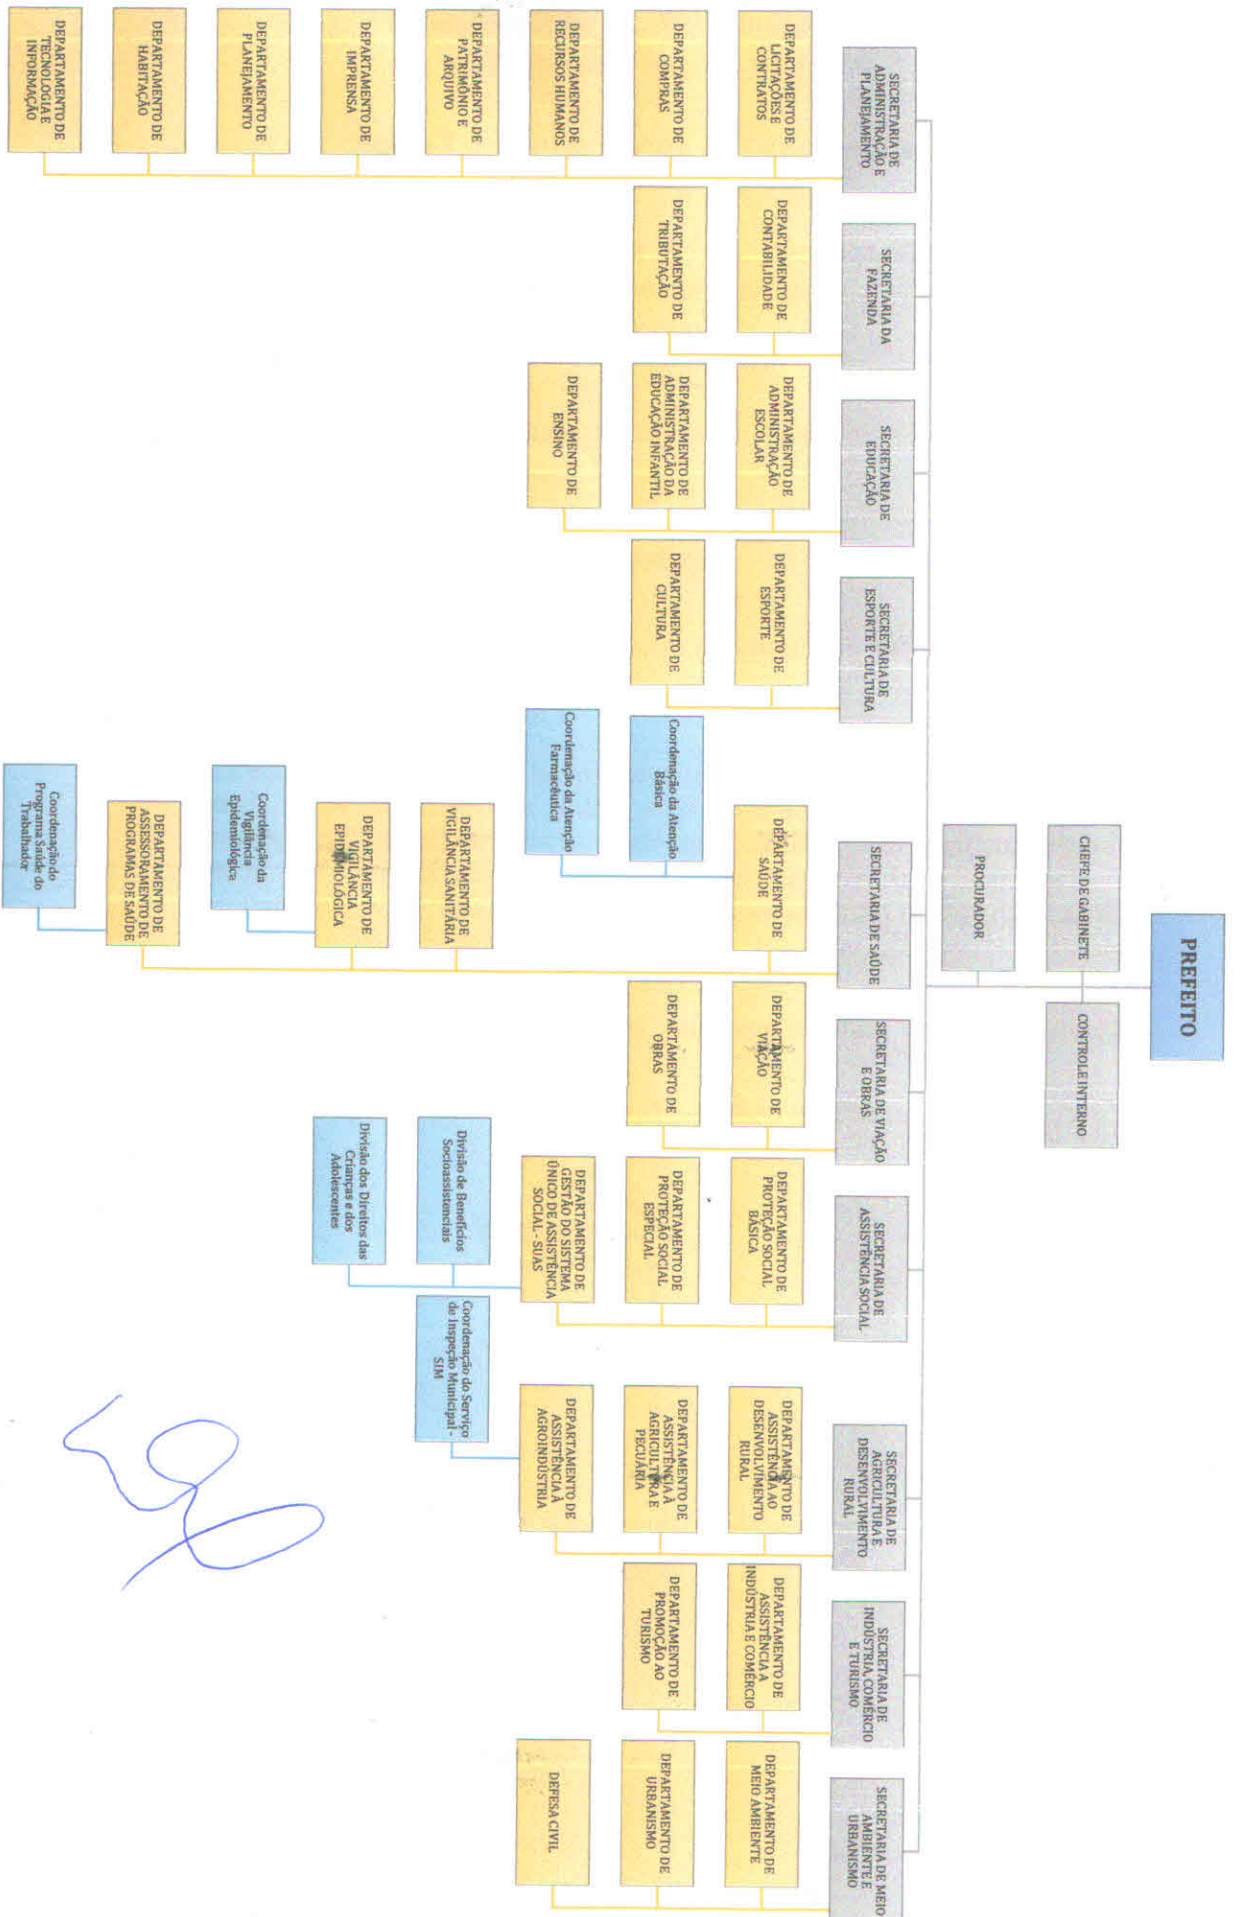 PREFEITO
CHEFE DE GABINETE
CONTROLE INTERNO
PROCURADOR
SECRETARIA DE
ADMINISTRAÇÃO E
PLANEJAMENTO
DEPARTAMENTO DE
LICITAÇÕES E
CONTRATOS
DEPARTAMENTO DE
COMPRAS
DEPARTAMENTO DE
RECURSOS HUMANOS
DEPARTAMENTO DE
PATRIMÔNIO E
ARQUIVO
DEPARTAMENTO DE
IMPRENSA
DEPARTAMENTO DE
PLANEJAMENTO
DEPARTAMENTO DE
HABITAÇÃO
DEPARTAMENTO DE
TECNOLOGIA E
INFORMAÇÃO
SECRETARIA DA
FAZENDA
DEPARTAMENTO DE
CONTABILIDADE
DEPARTAMENTO DE
TRIBUTAÇÃO
SECRETARIA DE
EDUCAÇÃO
DEPARTAMENTO DE
ADMINISTRAÇÃO
ESCOLAR
DEPARTAMENTO DE
ADMINISTRAÇÃO DA
EDUCAÇÃO INFANTIL
DEPARTAMENTO DE
ENSINO
SECRETARIA DE
ESPORTE E CULTURA
DEPARTAMENTO DE
ESPORTE
DEPARTAMENTO DE
CULTURA
SECRETARIA DE SAÚDE
DEPARTAMENTO DE
SAÚDE
Coordenação da Atenção
Básica
Coordenação da Atenção
Farmacêutica
DEPARTAMENTO DE
VIGILÂNCIA SANITÁRIA
DEPARTAMENTO DE
VIGILÂNCIA
EPIDEMIOLÓGICA
Coordenação da
Vigilância
Epidemiológica
DEPARTAMENTO DE
ASSESSORAMENTO DE
PROGRAMAS DE SAÚDE
Coordenação do
Programa Saúde do
Trabalhador
SECRETARIA DE VIAÇÃO
E OBRAS
DEPARTAMENTO DE
VIAÇÃO
DEPARTAMENTO DE
OBRAS
SECRETARIA DE
ASSISTÊNCIA SOCIAL
DEPARTAMENTO DE
PROTEÇÃO SOCIAL
BÁSICA
DEPARTAMENTO DE
PROTEÇÃO SOCIAL
ESPECIAL
DEPARTAMENTO DE
GESTÃO DO SISTEMA
ÚNICO DE ASSISTÊNCIA
SOCIAL - SUAS
Divisão de Benefícios
Socioassistenciais
Divisão dos Direitos das
Crianças e dos
Adolescentes
SECRETARIA DE
AGRICULTURA E
DESENVOLVIMENTO
RURAL
DEPARTAMENTO DE
ASSISTÊNCIA AO
DESENVOLVIMENTO
RURAL
DEPARTAMENTO DE
ASSISTÊNCIA À
AGRICULTURA E
PECUÁRIA
DEPARTAMENTO DE
ASSISTÊNCIA À
AGROINDÚSTRIA
Coordenação do Serviço
de Inspeção Municipal -
SIM
SECRETARIA DE
INDÚSTRIA, COMÉRCIO
E TURISMO
DEPARTAMENTO DE
ASSISTÊNCIA A
INDÚSTRIA E COMÉRCIO
DEPARTAMENTO DE
PROMOÇÃO AO
TURISMO
SECRETARIA DE MEIO
AMBIENTE E
URBANISMO
DEPARTAMENTO DE
MEIO AMBIENTE
DEPARTAMENTO DE
URBANISMO
DEFESA CIVIL